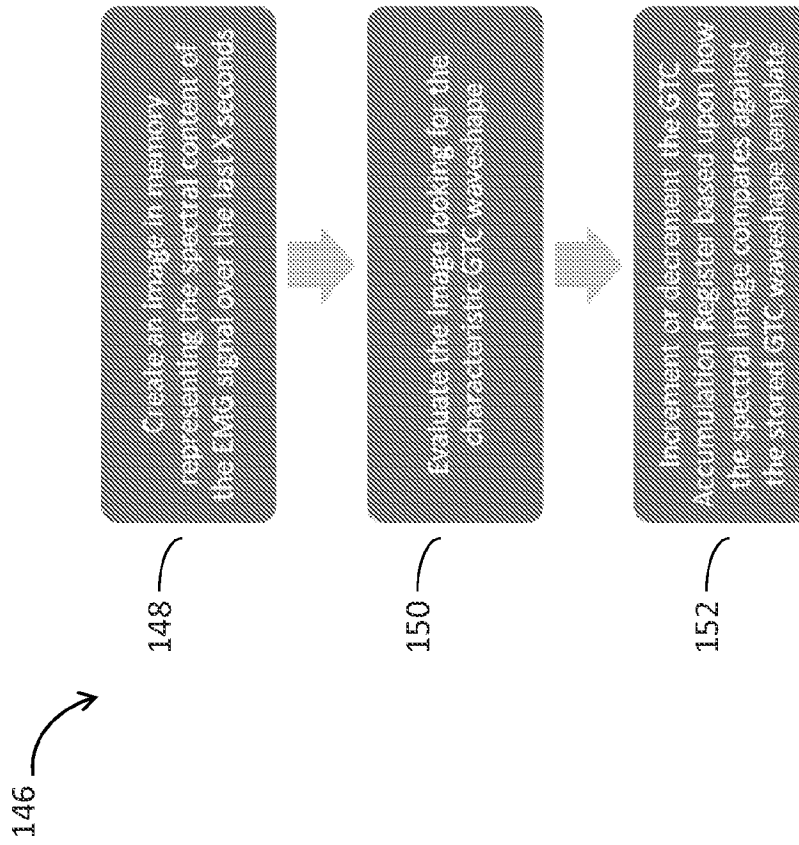 146
148
Create an image in memory
representing the spectral content of
the EMG signal over the last X seconds
150
Evaluate the image looking for the
characteristic GTC waveshape
152
Increment or decrement the GTC
Accumulation Register based upon how
the spectral image compares against
the stored GTC waveshape template